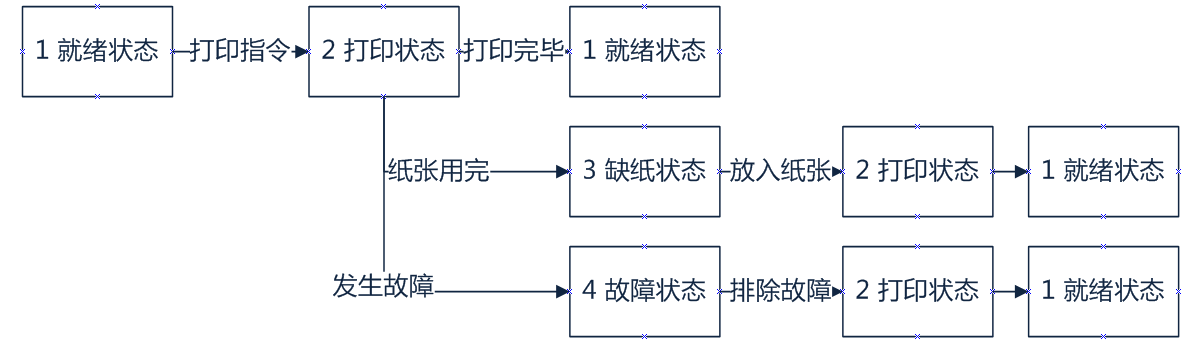 1 就绪状态
打印指令
2 打印状态
打印完毕
1 就绪状态
纸张用完
3 缺纸状态
放入纸张
2 打印状态
1 就绪状态
发生故障
4 故障状态
排除故障
2 打印状态
1 就绪状态